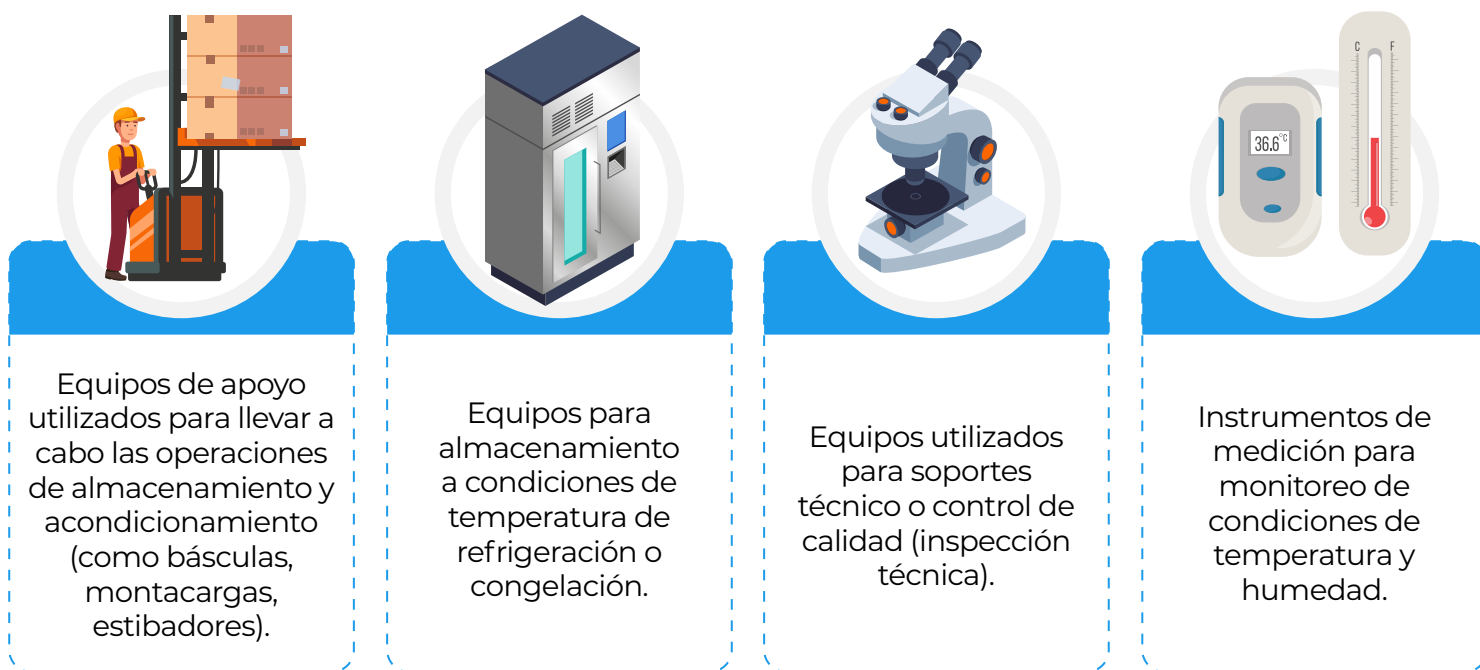 C F
36.6°C
Equipos de apoyo
utilizados para llevar a
cabo las operaciones
de almacenamiento y
acondicionamiento
(como básculas,
montacargas,
estibadores).
Equipos para
almacenamiento
a condiciones de
temperatura de
refrigeración o
congelación.
Equipos utilizados
para soportes
técnico o control de
calidad (inspección
técnica).
Instrumentos de
medición para
monitoreo de
condiciones de
temperatura y
humedad.